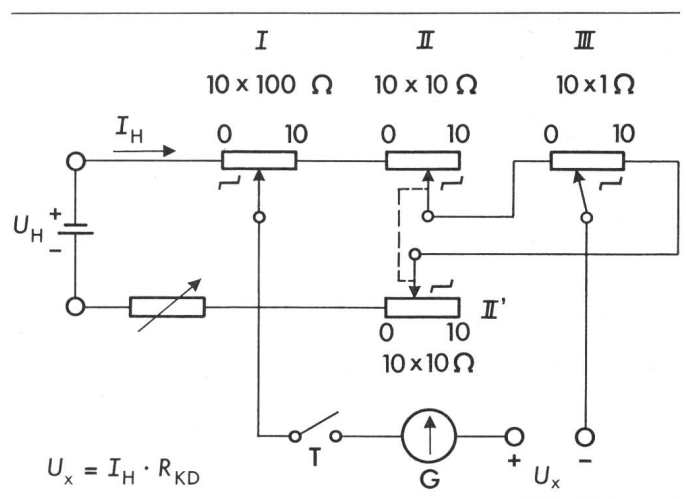 I II III
10 x 100 Ω 10 x 10 Ω 10 x 1 Ω
I_H 0 10 0 10 0 10
U_H + −
II'
0 10
10 x 10 Ω
T G + U_x −
U_x = I_H · R_KD